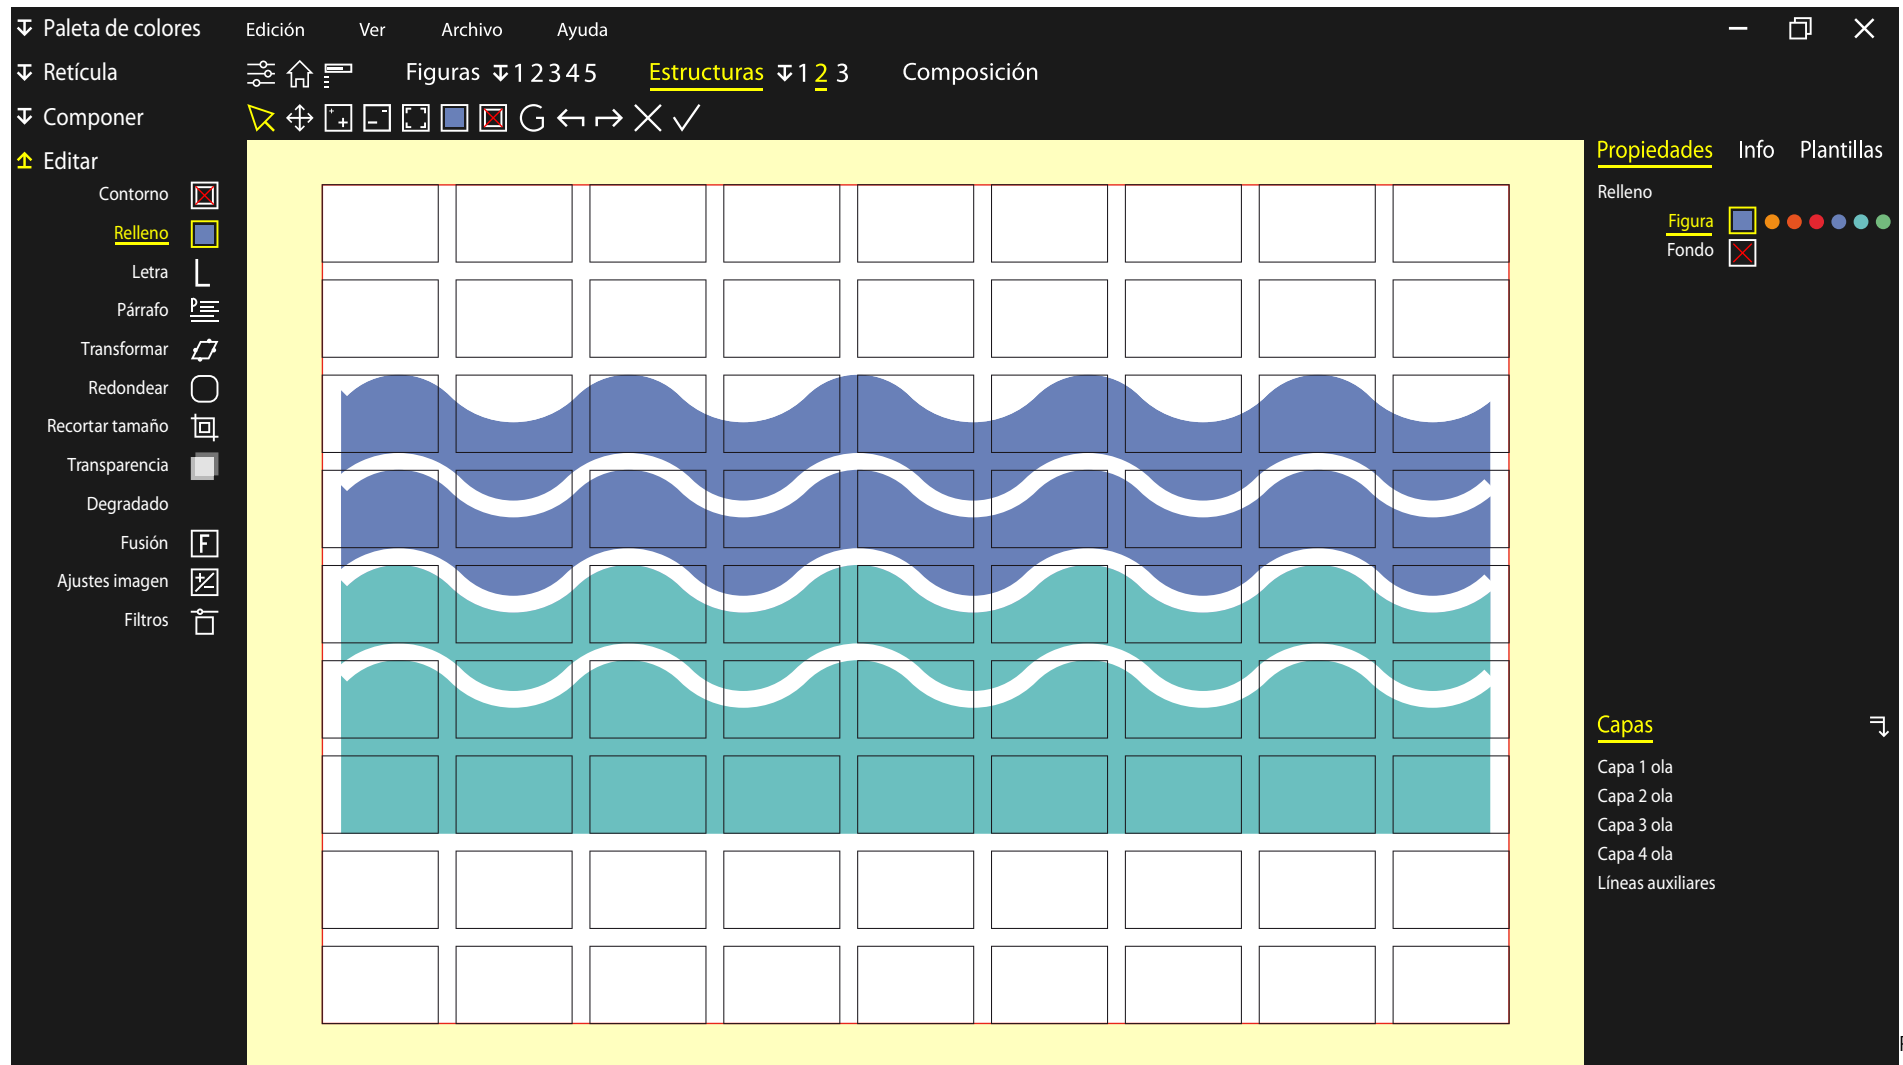 Paleta de colores
Edición Ver Archivo Ayuda
Retícula
Figuras 1 2 3 4 5 Estructuras 1 2 3 Composición
Componer
Editar
Contorno
Relleno
Letra
L
Párrafo
P
Transformar
Redondear
Recortar tamaño
Transparencia
Degradado
Fusión
F
Ajustes imagen
Filtros
Propiedades Info Plantillas
Relleno
Figura
Fondo
Capas
Capa 1 ola
Capa 2 ola
Capa 3 ola
Capa 4 ola
Líneas auxiliares